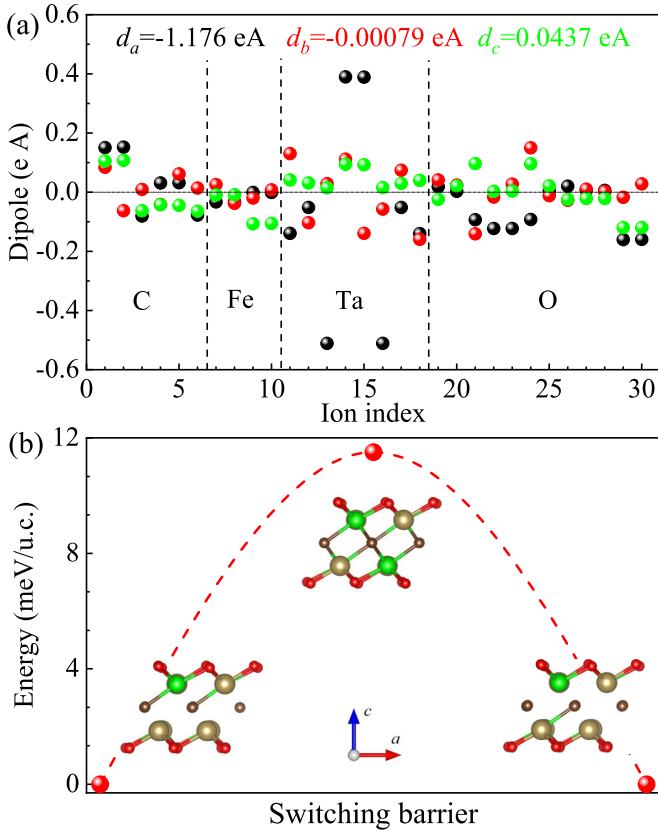 (a)
d_a=-1.176 eA d_b=-0.00079 eA d_c=0.0437 eA
Dipole (e A)
0.6
0.4
0.2
0.0
-0.2
-0.4
-0.6
C Fe Ta O
0 5 10 15 20 25 30
Ion index
(b)
Energy (meV/u.c.)
12
8
4
0
c
a
Switching barrier